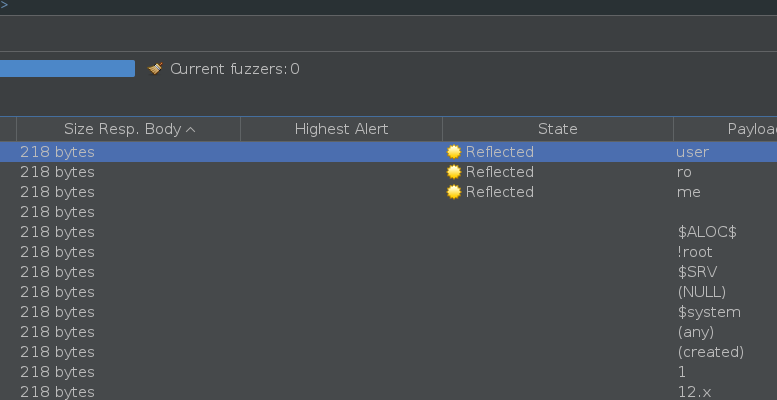 >
Current fuzzers: 0
Size Resp. Body Highest Alert State Payloa
218 bytes Reflected user
218 bytes Reflected ro
218 bytes Reflected me
218 bytes
218 bytes $ALOC$
218 bytes !root
218 bytes $SRV
218 bytes (NULL)
218 bytes $system
218 bytes (any)
218 bytes (created)
218 bytes 1
218 bytes 12.x